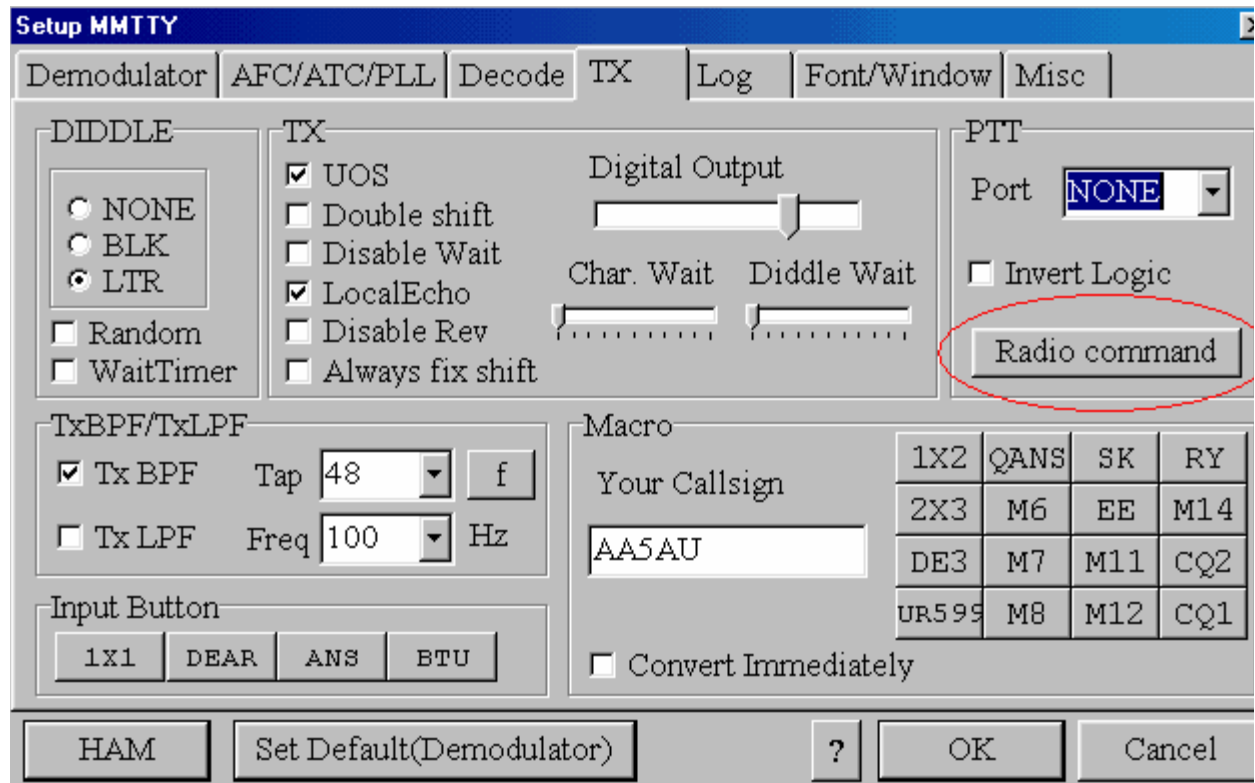 Setup MMTTY
Demodulator AFC/ATC/PLL Decode TX Log Font/Window Misc
DIDDLE
NONE
BLK
LTR
Random
WaitTimer
TX
UOS
Double shift
Disable Wait
LocalEcho
Disable Rev
Always fix shift
Digital Output
Char. Wait Diddle Wait
PTT
Port NONE
Invert Logic
Radio command
TxBPF/TxLPF
Tx BPF Tap 48 f
Tx LPF Freq 100 Hz
Input Button
1X1 DEAR ANS BTU
Macro
Your Callsign
AA5AU
1X2 QANS SK RY
2X3 M6 EE M14
DE3 M7 M11 CQ2
UR599 M8 M12 CQ1
Convert Immediately
HAM Set Default(Demodulator) ? OK Cancel